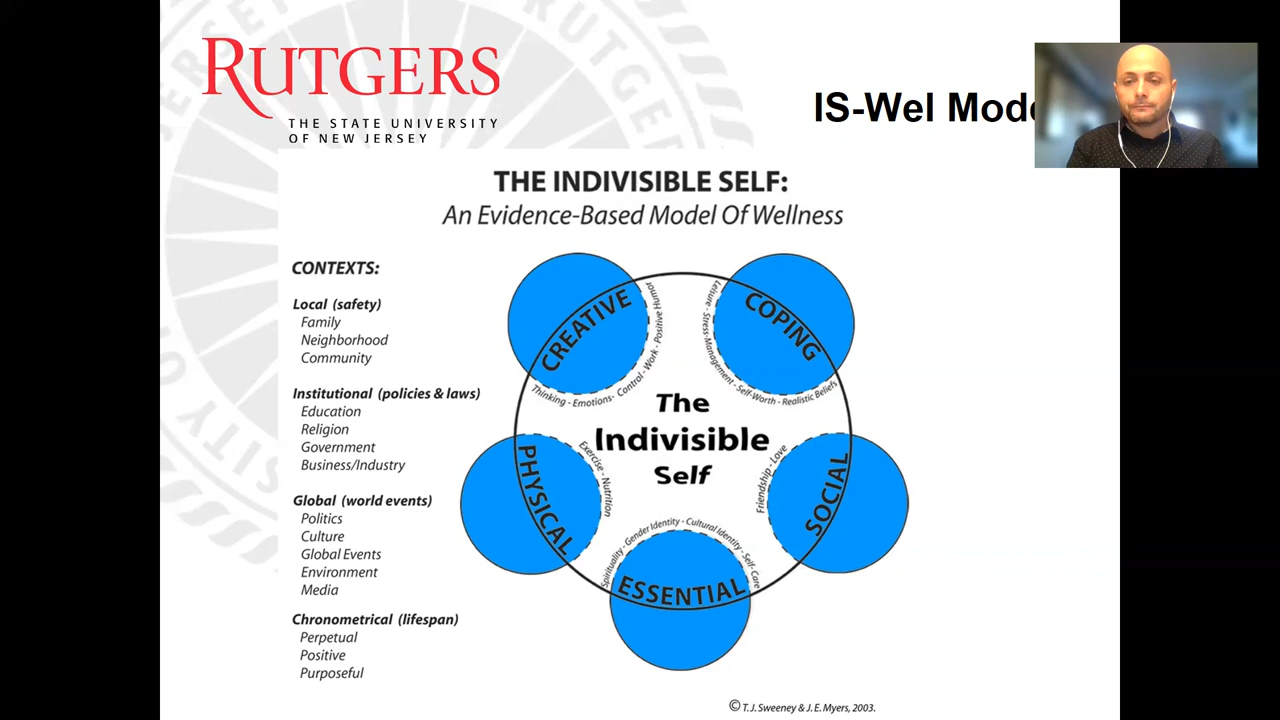 RUTGERS
THE STATE UNIVERSITY
OF NEW JERSEY
IS-Wel Mode
THE INDIVISIBLE SELF:
An Evidence-Based Model Of Wellness
CONTEXTS:
Local (safety)
Family
Neighborhood
Community
Institutional (policies & laws)
Education
Religion
Government
Business/Industry
Global (world events)
Politics
Culture
Global Events
Environment
Media
Chronometrical (lifespan)
Perpetual
Positive
Purposeful
CREATIVE
Thinking - Emotions- Control - Work - Positive Humor
COPING
Leisure - Stress-Management - Self-Worth - Realistic Beliefs
The
Indivisible
Self
PHYSICAL
Exercise - Nutrition
SOCIAL
Friendship - Love
Spirituality - Gender Identity - Cultural Identity - Self- Care
ESSENTIAL
© T. J. Sweeney & J. E. Myers, 2003.